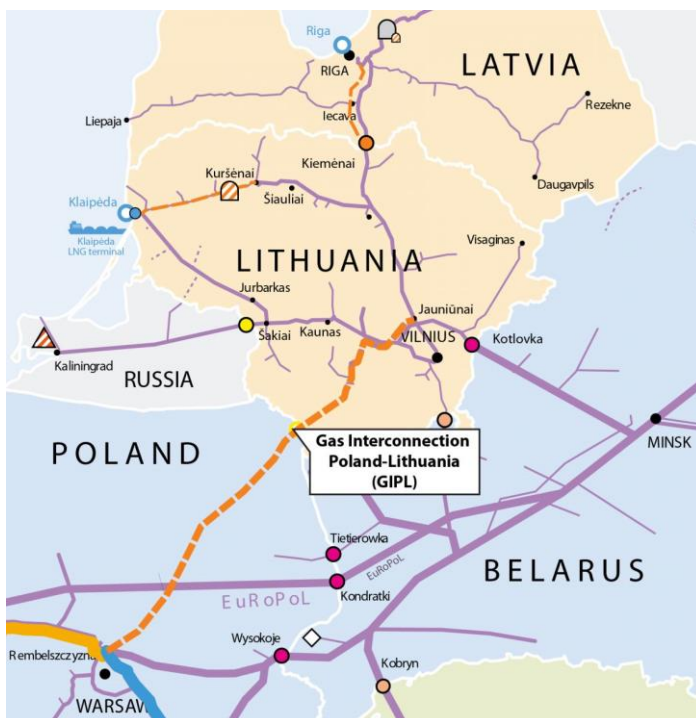 Riga
RIGA
LATVIA
Iecava
Rezekne
Liepaja
Kiemėnai
Kuršėnai
Šiauliai
Daugavpils
Klaipėda
Klaipėda
LNG terminal
Visaginas
LITHUANIA
Jurbarkas
Jauniūnai
Šakiai
Kaunas
VILNIUS
Kotlovka
Kaliningrad
RUSSIA
POLAND
Gas Interconnection
Poland-Lithuania
(GIPL)
MINSK
Tietierowka
EuRoPoL
BELARUS
EuRoPoL
Kondratki
Rembelszczyzna
Wysokoje
Kobryn
WARSAW